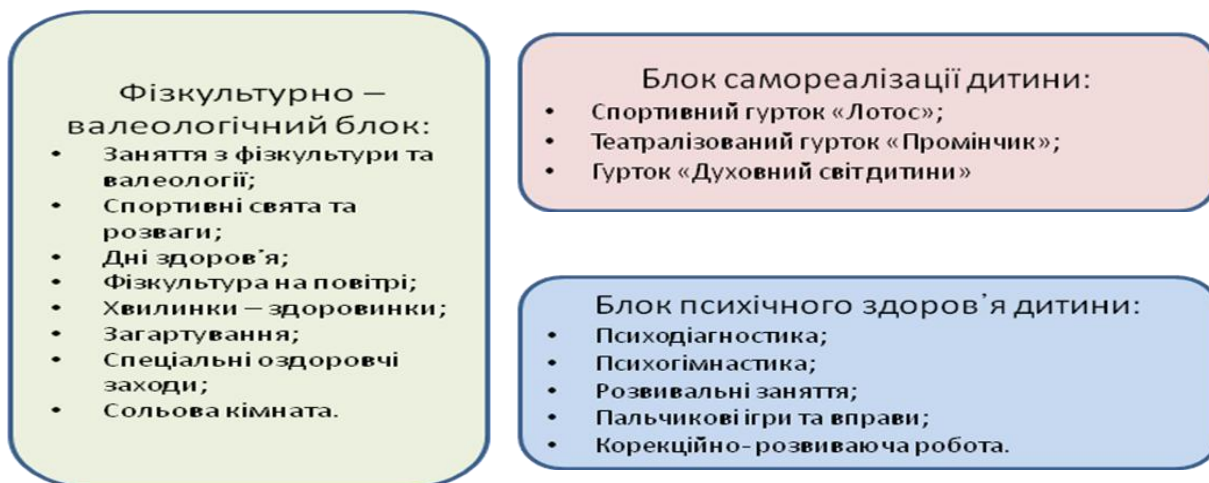 Фізкультурно –
валеологічний блок:
• Заняття з фізкультури та
валеології;
• Спортивні свята та
розваги;
• Дні здоров’я;
• Фізкультура на повітрі;
• Хвилинки – здоровинки;
• Загартування;
• Спеціальні оздоровчі
заходи;
• Сольова кімната.
Блок самореалізації дитини:
• Спортивний гурток «Лотос»;
• Театралізований гурток «Промінчик»;
• Гурток «Духовний світ дитини»
Блок психічного здоров’я дитини:
• Психодіагностика;
• Психогімнастика;
• Розвивальні заняття;
• Пальчикові ігри та вправи;
• Корекційно- розвиваюча робота.